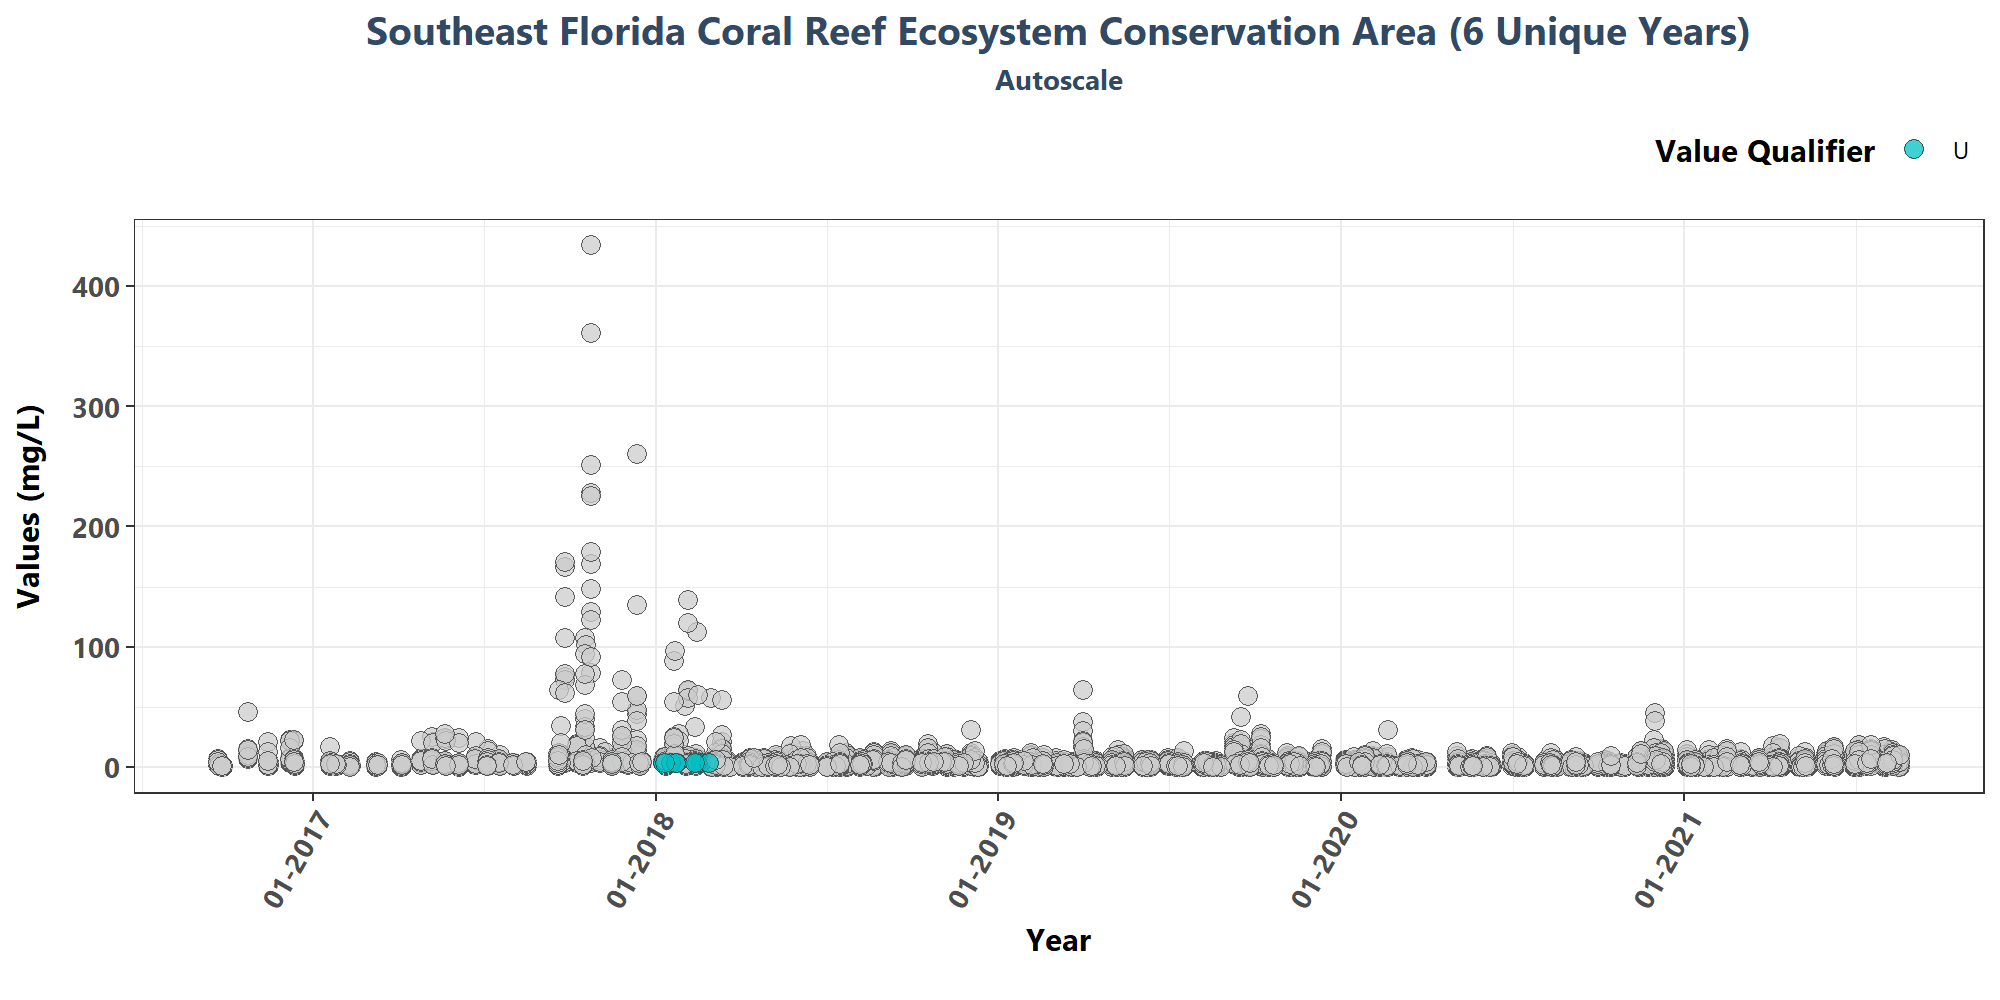 Southeast Florida Coral Reef Ecosystem Conservation Area (6 Unique Years)
Autoscale
Value Qualifier U
Values (mg/L)
400
300
200
100
0
01-2017
01-2018
01-2019
01-2020
01-2021
Year